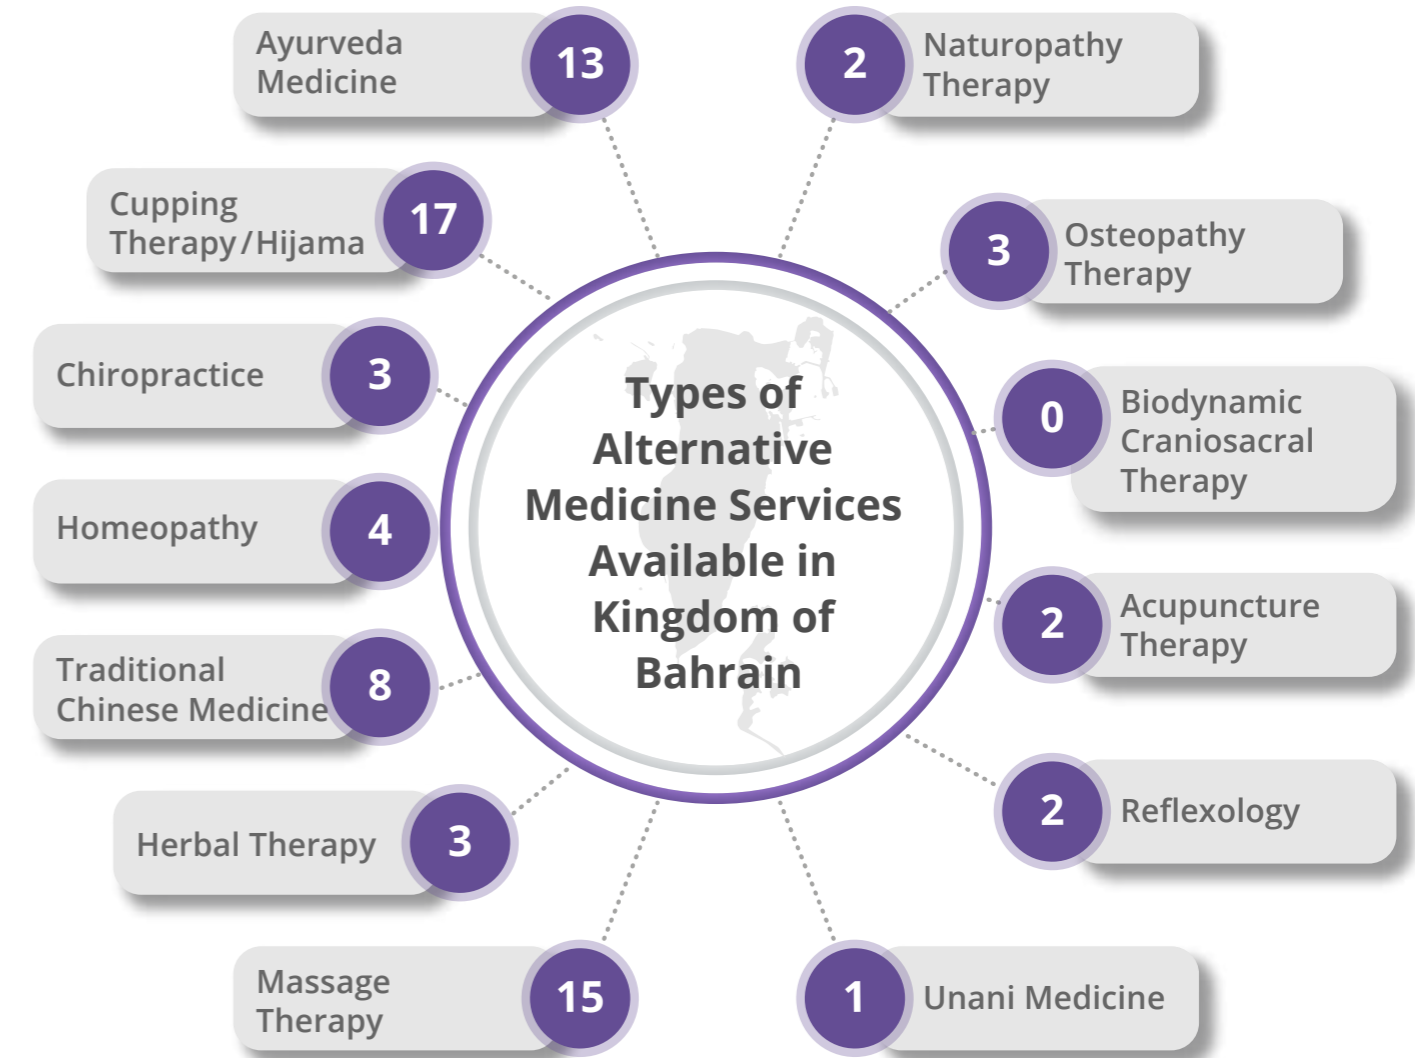 Types of
Alternative
Medicine Services
Available in
Kingdom of
Bahrain
Ayurveda
Medicine
13
Cupping
Therapy/Hijama
17
Chiropractice
3
Homeopathy
4
Traditional
Chinese Medicine
8
Herbal Therapy
3
Massage
Therapy
15
2
Naturopathy
Therapy
3
Osteopathy
Therapy
0
Biodynamic
Craniosacral
Therapy
2
Acupuncture
Therapy
2
Reflexology
1
Unani Medicine